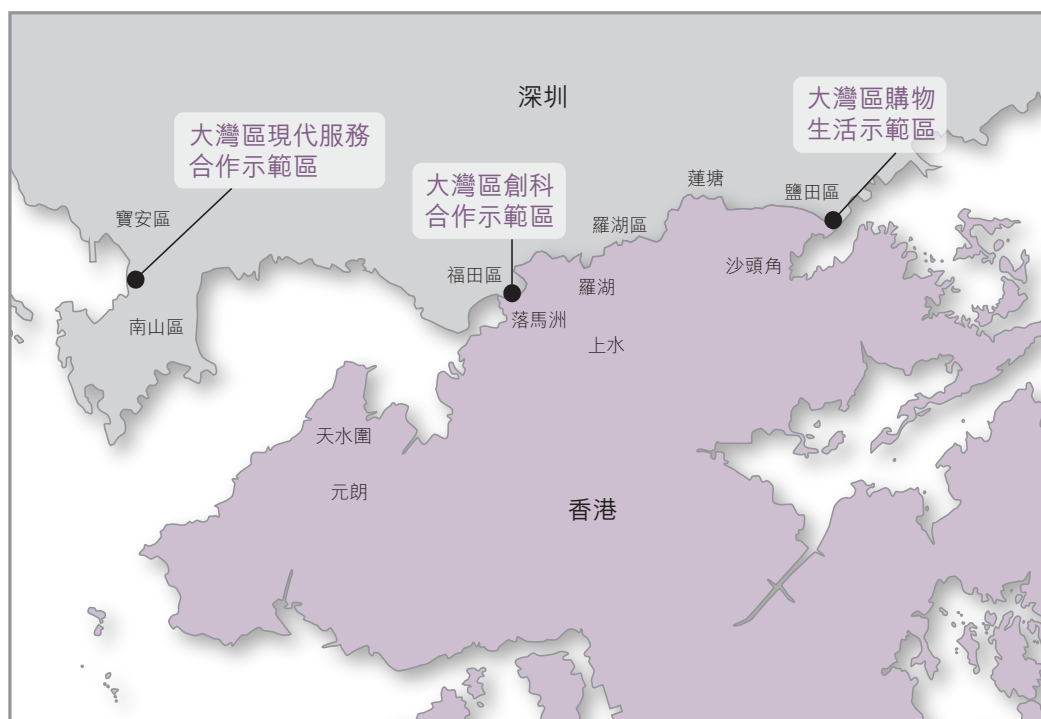 深圳
大灣區購物
生活示範區
大灣區現代服務
合作示範區
大灣區創科
合作示範區
蓮塘
鹽田區
寶安區
羅湖區
沙頭角
福田區
羅湖
南山區
落馬洲
上水
天水圍
元朗
香港